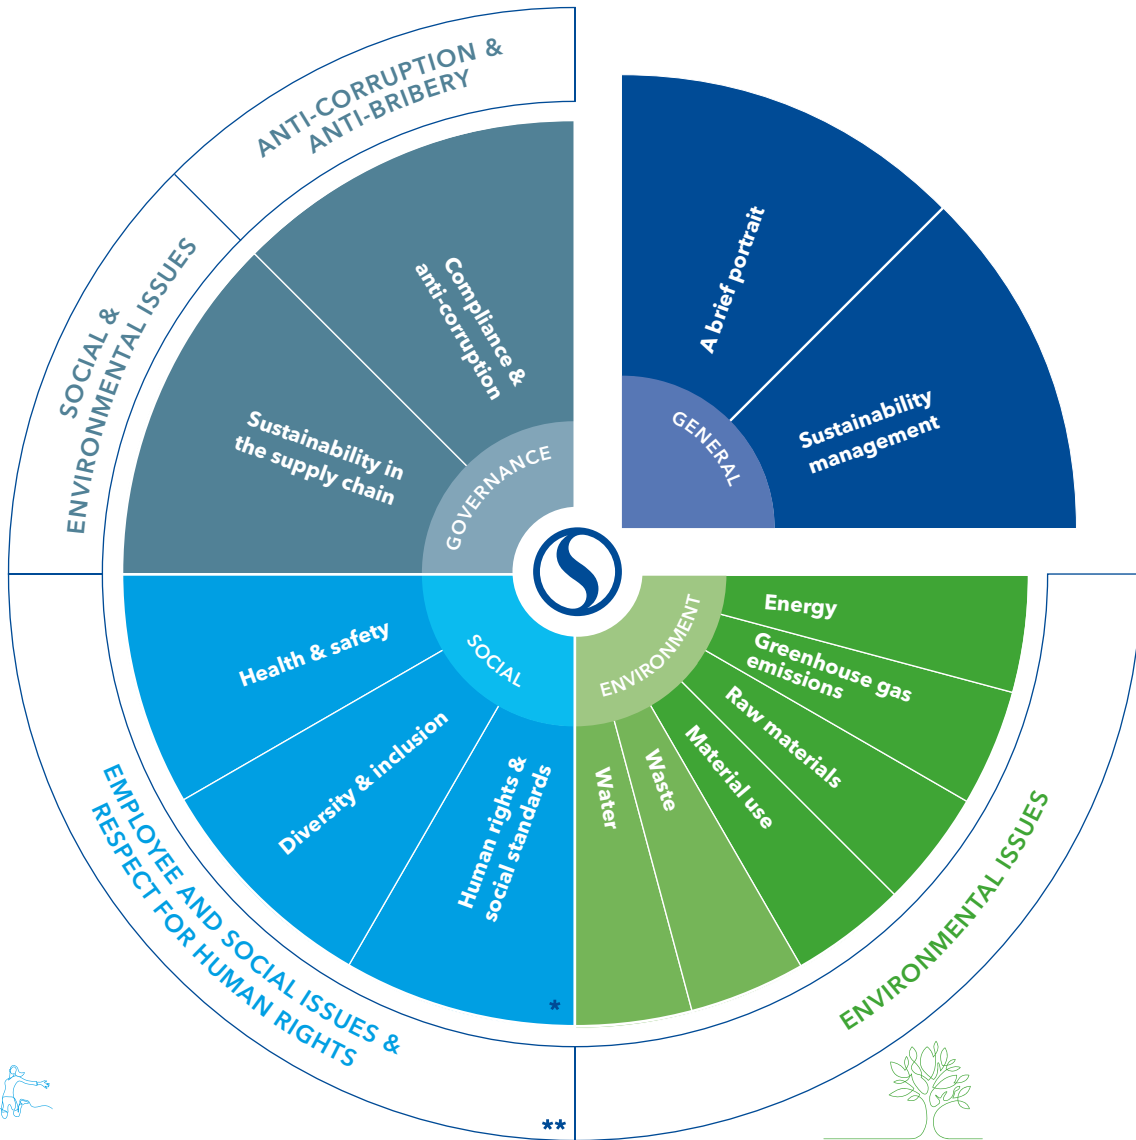 ANTI-CORRUPTION &
ANTI-BRIBERY
SOCIAL &
ENVIRONMENTAL ISSUES
Compliance &
anti-corruption
Sustainability in
the supply chain
GOVERNANCE
A brief portrait
Sustainability
management
GENERAL
Health & safety
Diversity & inclusion
Human rights &
social standards
*
SOCIAL
EMPLOYEE AND SOCIAL ISSUES &
RESPECT FOR HUMAN RIGHTS
**
ENVIRONMENT
Energy
Greenhouse gas
emissions
Raw materials
Material use
Waste
Water
ENVIRONMENTAL ISSUES